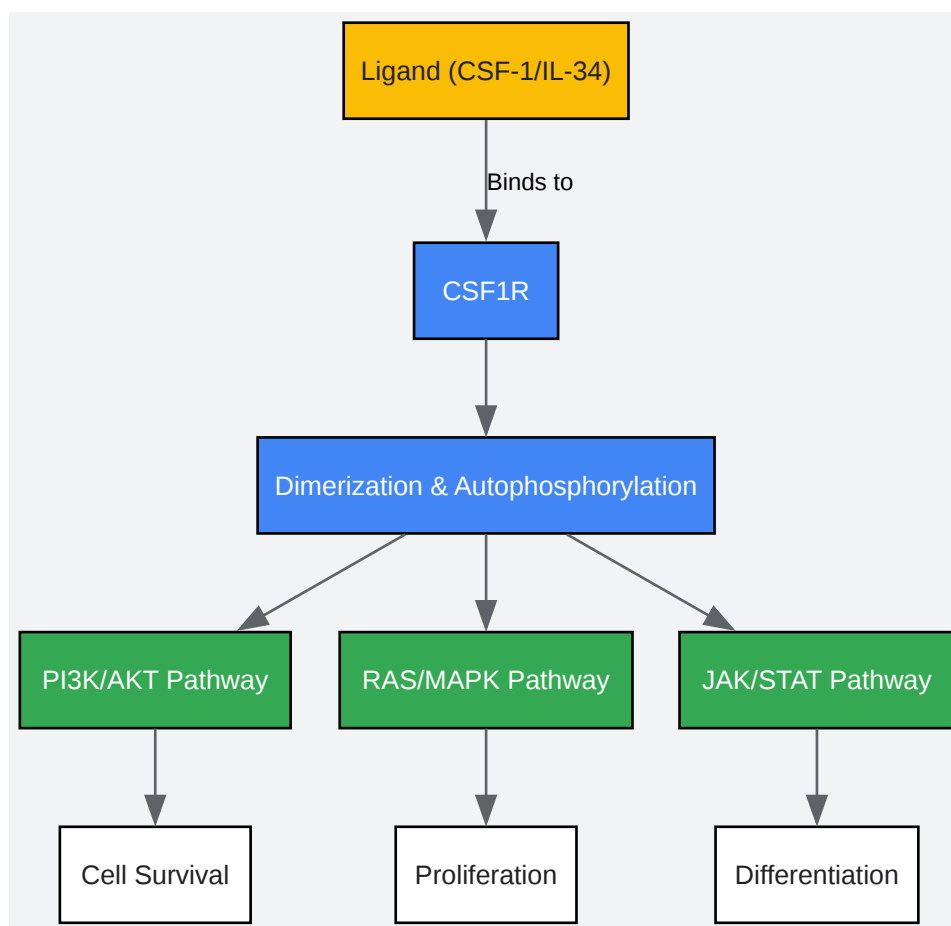 Ligand (CSF-1/IL-34)
Binds to
CSF1R
Dimerization & Autophosphorylation
PI3K/AKT Pathway
RAS/MAPK Pathway
JAK/STAT Pathway
Cell Survival
Proliferation
Differentiation